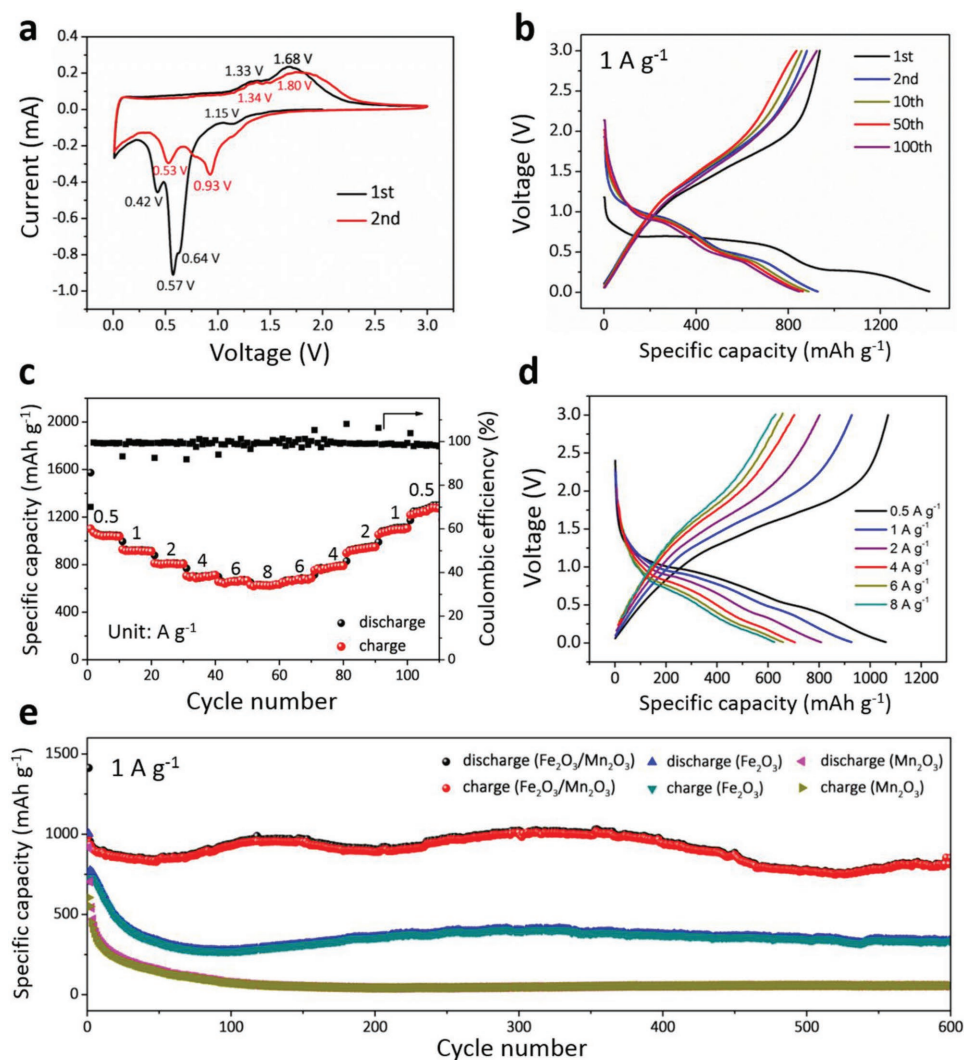 a
0.4
0.2
0.0
-0.2
-0.4
-0.6
-0.8
-1.0
Current (mA)
1.33 V
1.68 V
1.34 V
1.80 V
1.15 V
0.53 V
0.93 V
0.42 V
0.64 V
0.57 V
1st
2nd
0.0 0.5 1.0 1.5 2.0 2.5 3.0
Voltage (V)
b
1 A g⁻¹
3.0
2.5
2.0
1.5
1.0
0.5
0.0
Voltage (V)
1st
2nd
10th
50th
100th
0 400 800 1200
Specific capacity (mAh g⁻¹)
c
2000
1600
1200
800
400
0
Specific capacity (mAh g⁻¹)
0.5 1 2 4 6 8 6 4 2 1 0.5
Unit: A g⁻¹
discharge
charge
100
80
60
40
20
0
Coulombic efficiency (%)
0 20 40 60 80 100
Cycle number
d
3.0
2.5
2.0
1.5
1.0
0.5
0.0
Voltage (V)
0.5 A g⁻¹
1 A g⁻¹
2 A g⁻¹
4 A g⁻¹
6 A g⁻¹
8 A g⁻¹
0 200 400 600 800 1000 1200
Specific capacity (mAh g⁻¹)
e
1500
1000
500
0
Specific capacity (mAh g⁻¹)
1 A g⁻¹
discharge (Fe₂O₃/Mn₂O₃) discharge (Fe₂O₃) discharge (Mn₂O₃)
charge (Fe₂O₃/Mn₂O₃) charge (Fe₂O₃) charge (Mn₂O₃)
0 100 200 300 400 500 600
Cycle number